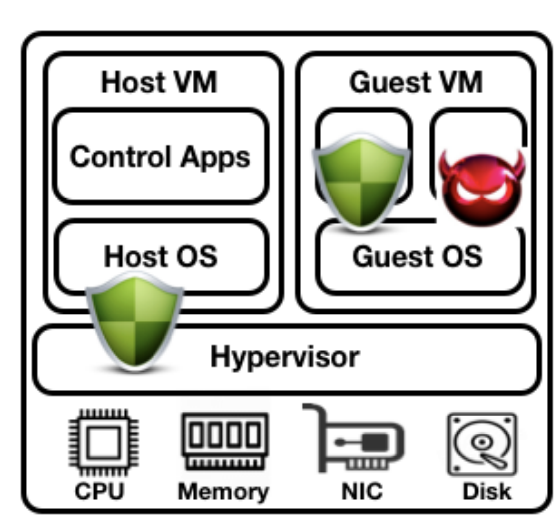 Host VM
Guest VM
Control Apps
Host OS
Guest OS
Hypervisor
CPU
Memory
NIC
Disk